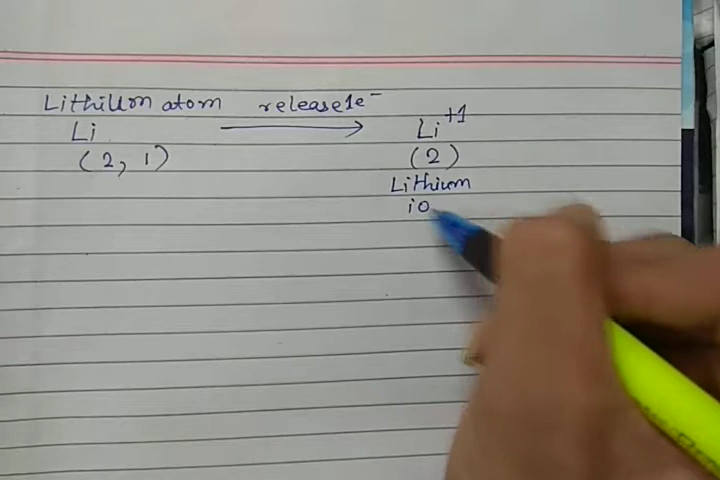 Lithium atom release 1e⁻
Li → Li⁺¹
(2, 1) (2)
Lithium
io